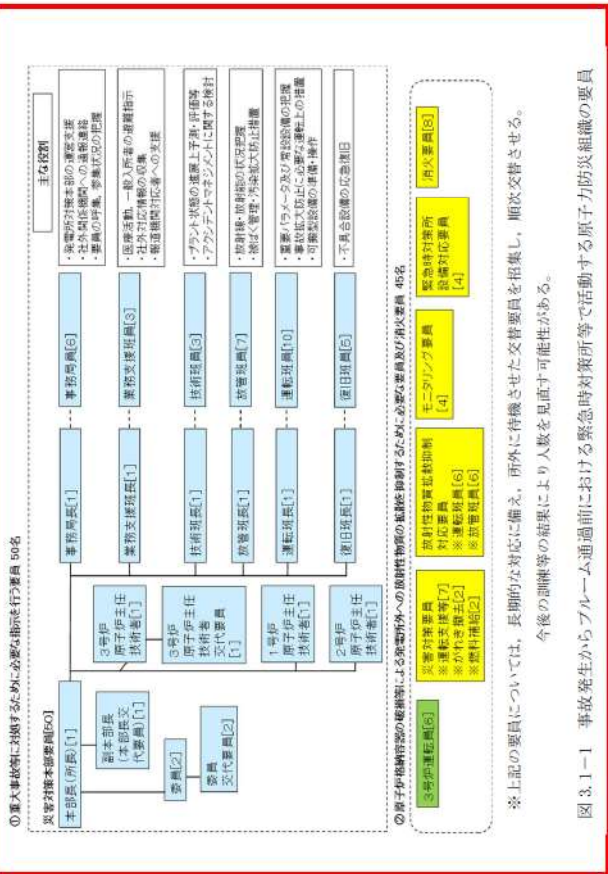 ①重大事故等に対処するために必要な指示を行う要員 50名
災害対策本部要員[50]
本部長(所長)[1]
副本部長
(本部長交
代要員)[1]
委員[2]
委員
交代要員[2]
3号炉
原子炉主任
技術者[1]
3号炉
原子炉主任
技術者
交代要員
[1]
1号炉
原子炉主任
技術者[1]
2号炉
原子炉主任
技術者[1]
主な役割
事務局長[1]
事務局員[6]
・発電所対策本部の運営支援
・社外関係機関への通報連絡
・要員の呼集、参集状況の把握
業務支援班長[1]
業務支援班員[3]
・医療活動、一般入所者の避難指示
・社外対応情報の収集
・報道機関対応者への支援
技術班長[1]
技術班員[3]
・プラント状態の進展上予測・評価等
・アクシデントマネジメントに関する検討
放管班長[1]
放管班員[7]
・放射線・放射能の状況把握
・被ばく管理・汚染拡大防止措置
運転班長[1]
運転班員[10]
・重要パラメータ及び常設設備の把握
・事故拡大防止に必要な運転上の措置
・可搬型設備の準備・操作
復旧班長[1]
復旧班員[5]
・不具合設備の応急復旧
②原子炉格納容器の破損等による発電所外への放射性物質の拡散を抑制するために必要な要員及び消火要員 45名
3号炉運転員[6]
災害対策要員
※運転支援等[7]
※がれき撤去[2]
※燃料補給[2]
放射性物質拡散抑制
対応要員
※運転班員[6]
※放管班員[6]
モニタリング要員
[4]
緊急時対策所
設備対応要員
[4]
消火要員[8]
※上記の要員については，長期的な対応に備え，所外に待機させた交替要員を招集し，順次交替させる。
今後の訓練等の結果により人数を見直す可能性がある。
図 3.1－1 事故発生からプルーム通過前における緊急時対策所等で活動する原子力防災組織の要員